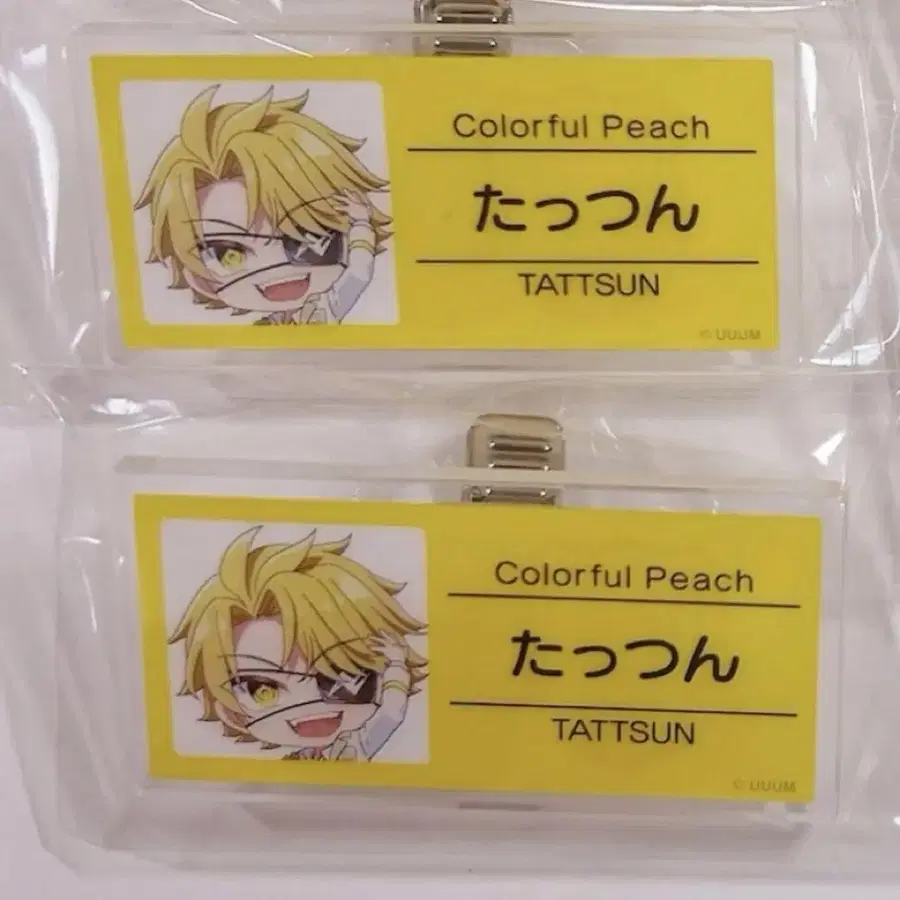 Colorful Peach
たっつん
TATTSUN
© UUUM
Colorful Peach
たっつん
TATTSUN
© UUUM